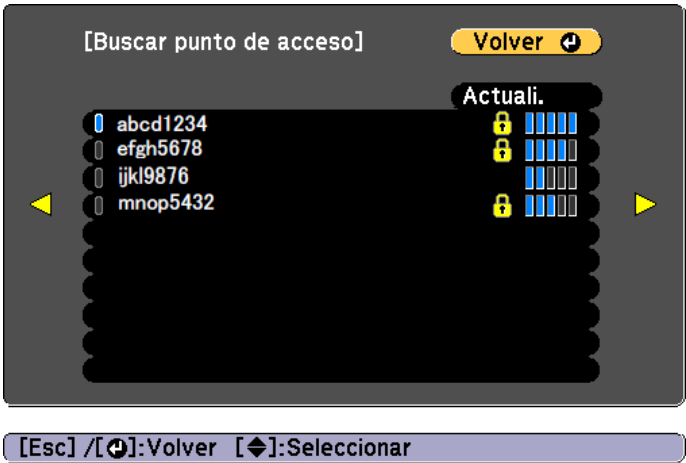 [Buscar punto de acceso]
Volver
Actuali.
abcd1234
efgh5678
ijkl9876
mnop5432
[Esc] /[ ]:Volver [ ]:Seleccionar